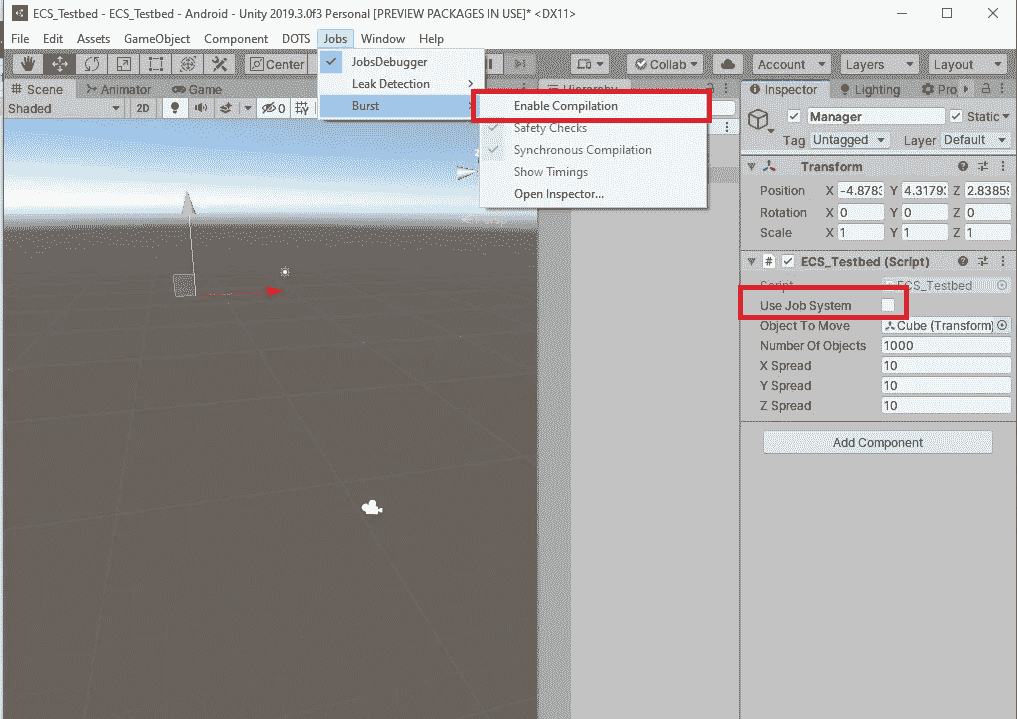 ECS_Testbed - ECS_Testbed - Android - Unity 2019.3.0f3 Personal [PREVIEW PACKAGES IN USE]* <DX11>
File Edit Assets GameObject Component DOTS Jobs Window Help
Center Collab Account Layers Layout
Scene Animator Game
Shaded 2D 0
JobsDebugger
Leak Detection
Burst
Enable Compilation
Safety Checks
Synchronous Compilation
Show Timings
Open Inspector...
Inspector Lighting Pro
Manager Static
Tag Untagged Layer Default
Transform
Position X -4.878 Y 4.3179 Z 2.8385
Rotation X 0 Y 0 Z 0
Scale X 1 Y 1 Z 1
# ECS_Testbed (Script)
Script ECS_Testbed
Use Job System
Object To Move Cube (Transform)
Number Of Objects 1000
X Spread 10
Y Spread 10
Z Spread 10
Add Component